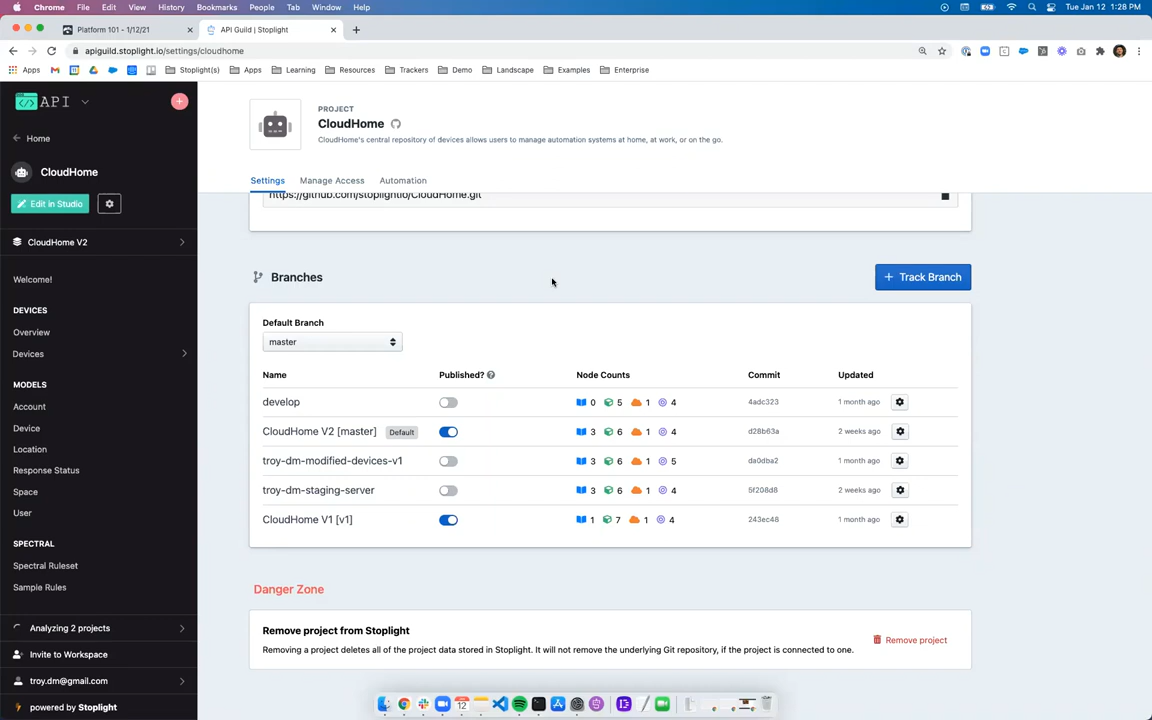 Chrome File Edit View History Bookmarks People Tab Window Help
Tue Jan 12 1:28 PM
Platform 101 - 1/12/21
API Guild | Stoplight
apiguild.stoplight.io/settings/cloudhome
Apps
Stoplight(s)
Apps
Learning
Resources
Trackers
Demo
Landscape
Examples
Enterprise
API
Home
CloudHome
Edit in Studio
CloudHome V2
Welcome!
DEVICES
Overview
Devices
MODELS
Account
Device
Location
Response Status
Space
User
SPECTRAL
Spectral Ruleset
Sample Rules
Analyzing 2 projects
Invite to Workspace
troy.dm@gmail.com
powered by Stoplight
PROJECT
CloudHome
CloudHome's central repository of devices allows users to manage automation systems at home, at work, or on the go.
Settings Manage Access Automation
https://github.com/stoplightio/CloudHome.git
Branches
+ Track Branch
Default Branch
master
Name Published? Node Counts Commit Updated
develop 0 5 1 4 4adc323 1 month ago
CloudHome V2 [master] Default 3 6 1 4 d28b63a 2 weeks ago
troy-dm-modified-devices-v1 3 6 1 5 da0dba2 1 month ago
troy-dm-staging-server 3 6 1 4 5f208d8 2 weeks ago
CloudHome V1 [v1] 1 7 1 4 243ec48 1 month ago
Danger Zone
Remove project from Stoplight
Removing a project deletes all of the project data stored in Stoplight. It will not remove the underlying Git repository, if the project is connected to one.
Remove project
12